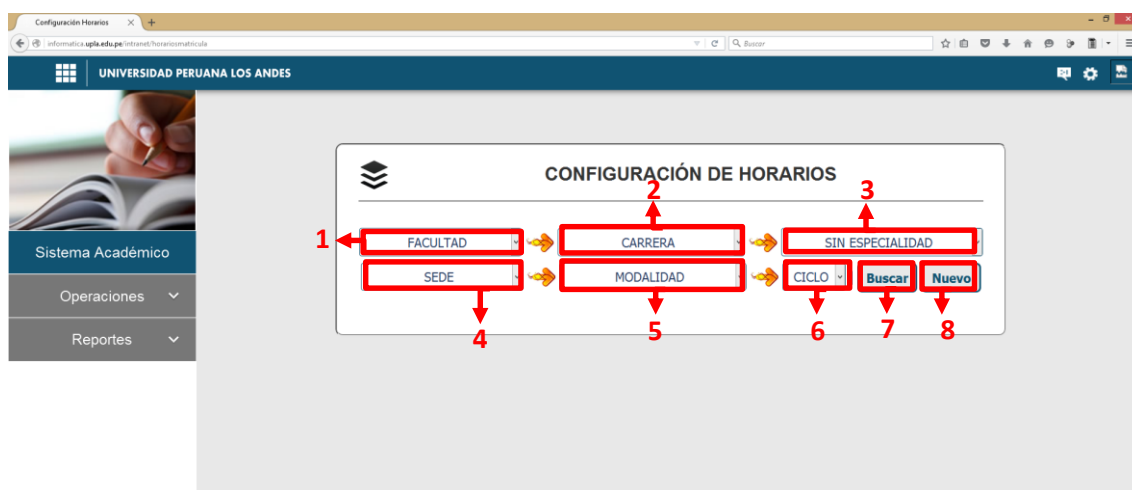 Configuración Horarios
informatica.upla.edu.pe/intranet/horariosmatricula
Buscar
UNIVERSIDAD PERUANA LOS ANDES
CONFIGURACIÓN DE HORARIOS
2
3
1
FACULTAD
CARRERA
SIN ESPECIALIDAD
Sistema Académico
SEDE
MODALIDAD
CICLO
Buscar
Nuevo
Operaciones
4
5
6
7
8
Reportes